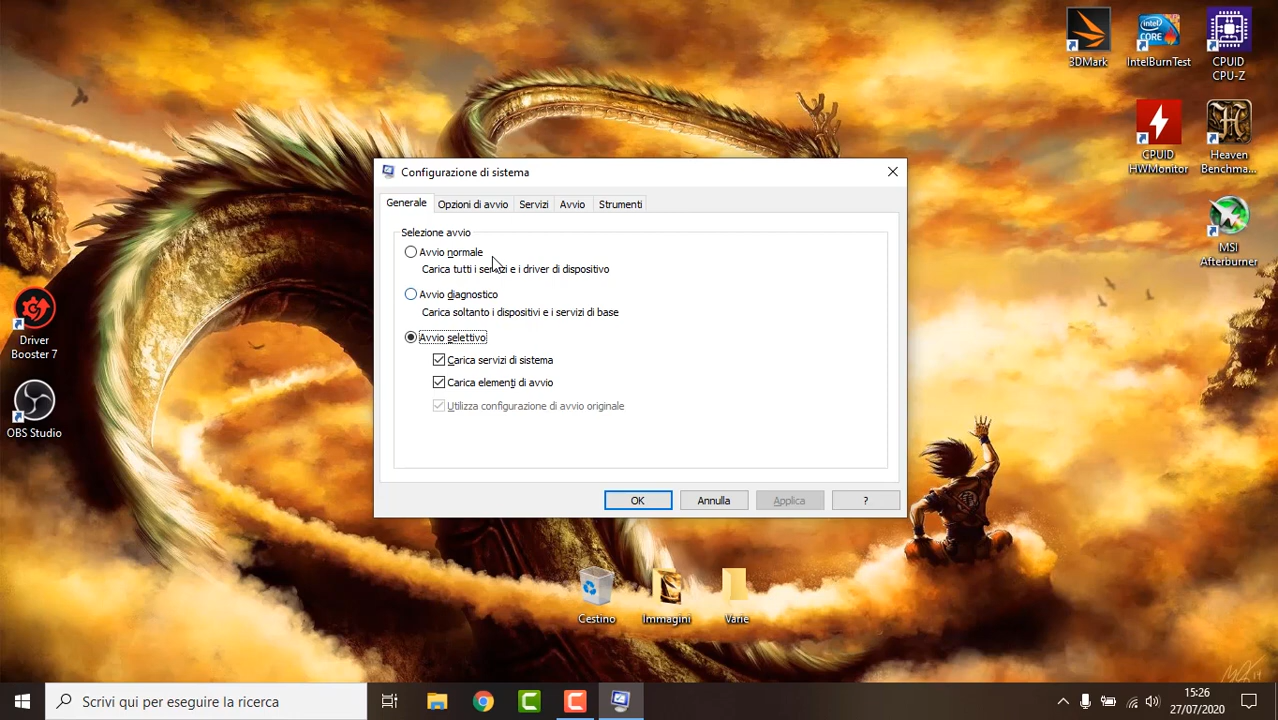 3DMark
IntelBurnTest
CPUID
CPU-Z
CPUID
HWMonitor
Heaven
Benchma...
MSI
Afterburner
Driver
Booster 7
OBS Studio
Configurazione di sistema
Generale Opzioni di avvio Servizi Avvio Strumenti
Selezione avvio
Avvio normale
Carica tutti i servizi e i driver di dispositivo
Avvio diagnostico
Carica soltanto i dispositivi e i servizi di base
Avvio selettivo
Carica servizi di sistema
Carica elementi di avvio
Utilizza configurazione di avvio originale
OK Annulla Applica ?
Cestino Immagini Varie
Scrivi qui per eseguire la ricerca
15:26
27/07/2020